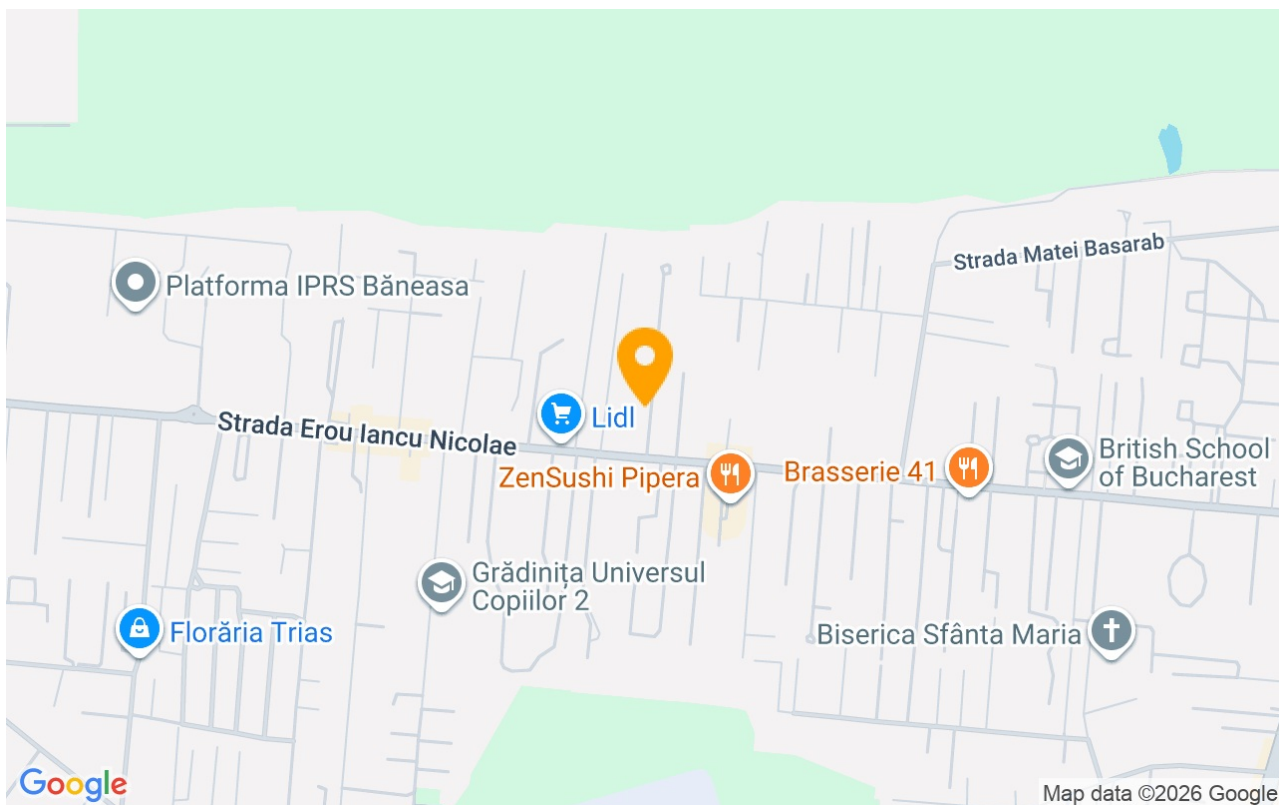 Strada Matei Basarab
Platforma IPRS Băneasa
Strada Erou Iancu Nicolae
Lidl
ZenSushi Pipera
Brasserie 41
British School
of Bucharest
Grădinița Universul
Copiilor 2
Florăria Trias
Biserica Sfânta Maria
Google
Map data ©2026 Google